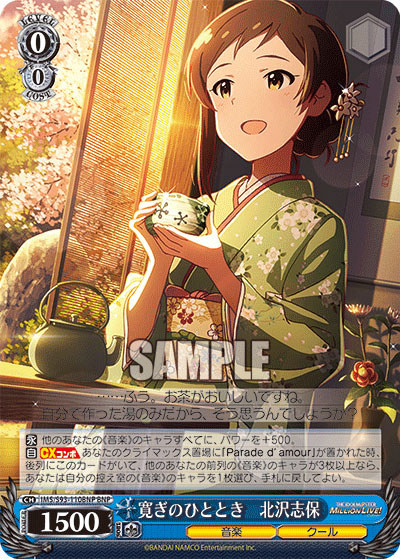 LEVEL
0
0
COST
SAMPLE
……ふう。お茶がおいしいですね。
自分で作った湯のみだから、そう思うんでしょうか？
永 他のあなたの《音楽》のキャラすべてに、パワーを+500。
自 CXコンボ あなたのクライマックス置場に「Parade d' amour」が置かれた時、
後列にこのカードがいて、他のあなたの前列の《音楽》のキャラが3枚以上なら、
あなたは自分の控え室の《音楽》のキャラを1枚選び、手札に戻してよい。
CH IMS/S93-110BNP BNP
1500
寛ぎのひととき 北沢志保
THE IDOLM@STER
MILLION LIVE!
音楽 クール
©BANDAI NAMCO Entertainment Inc.